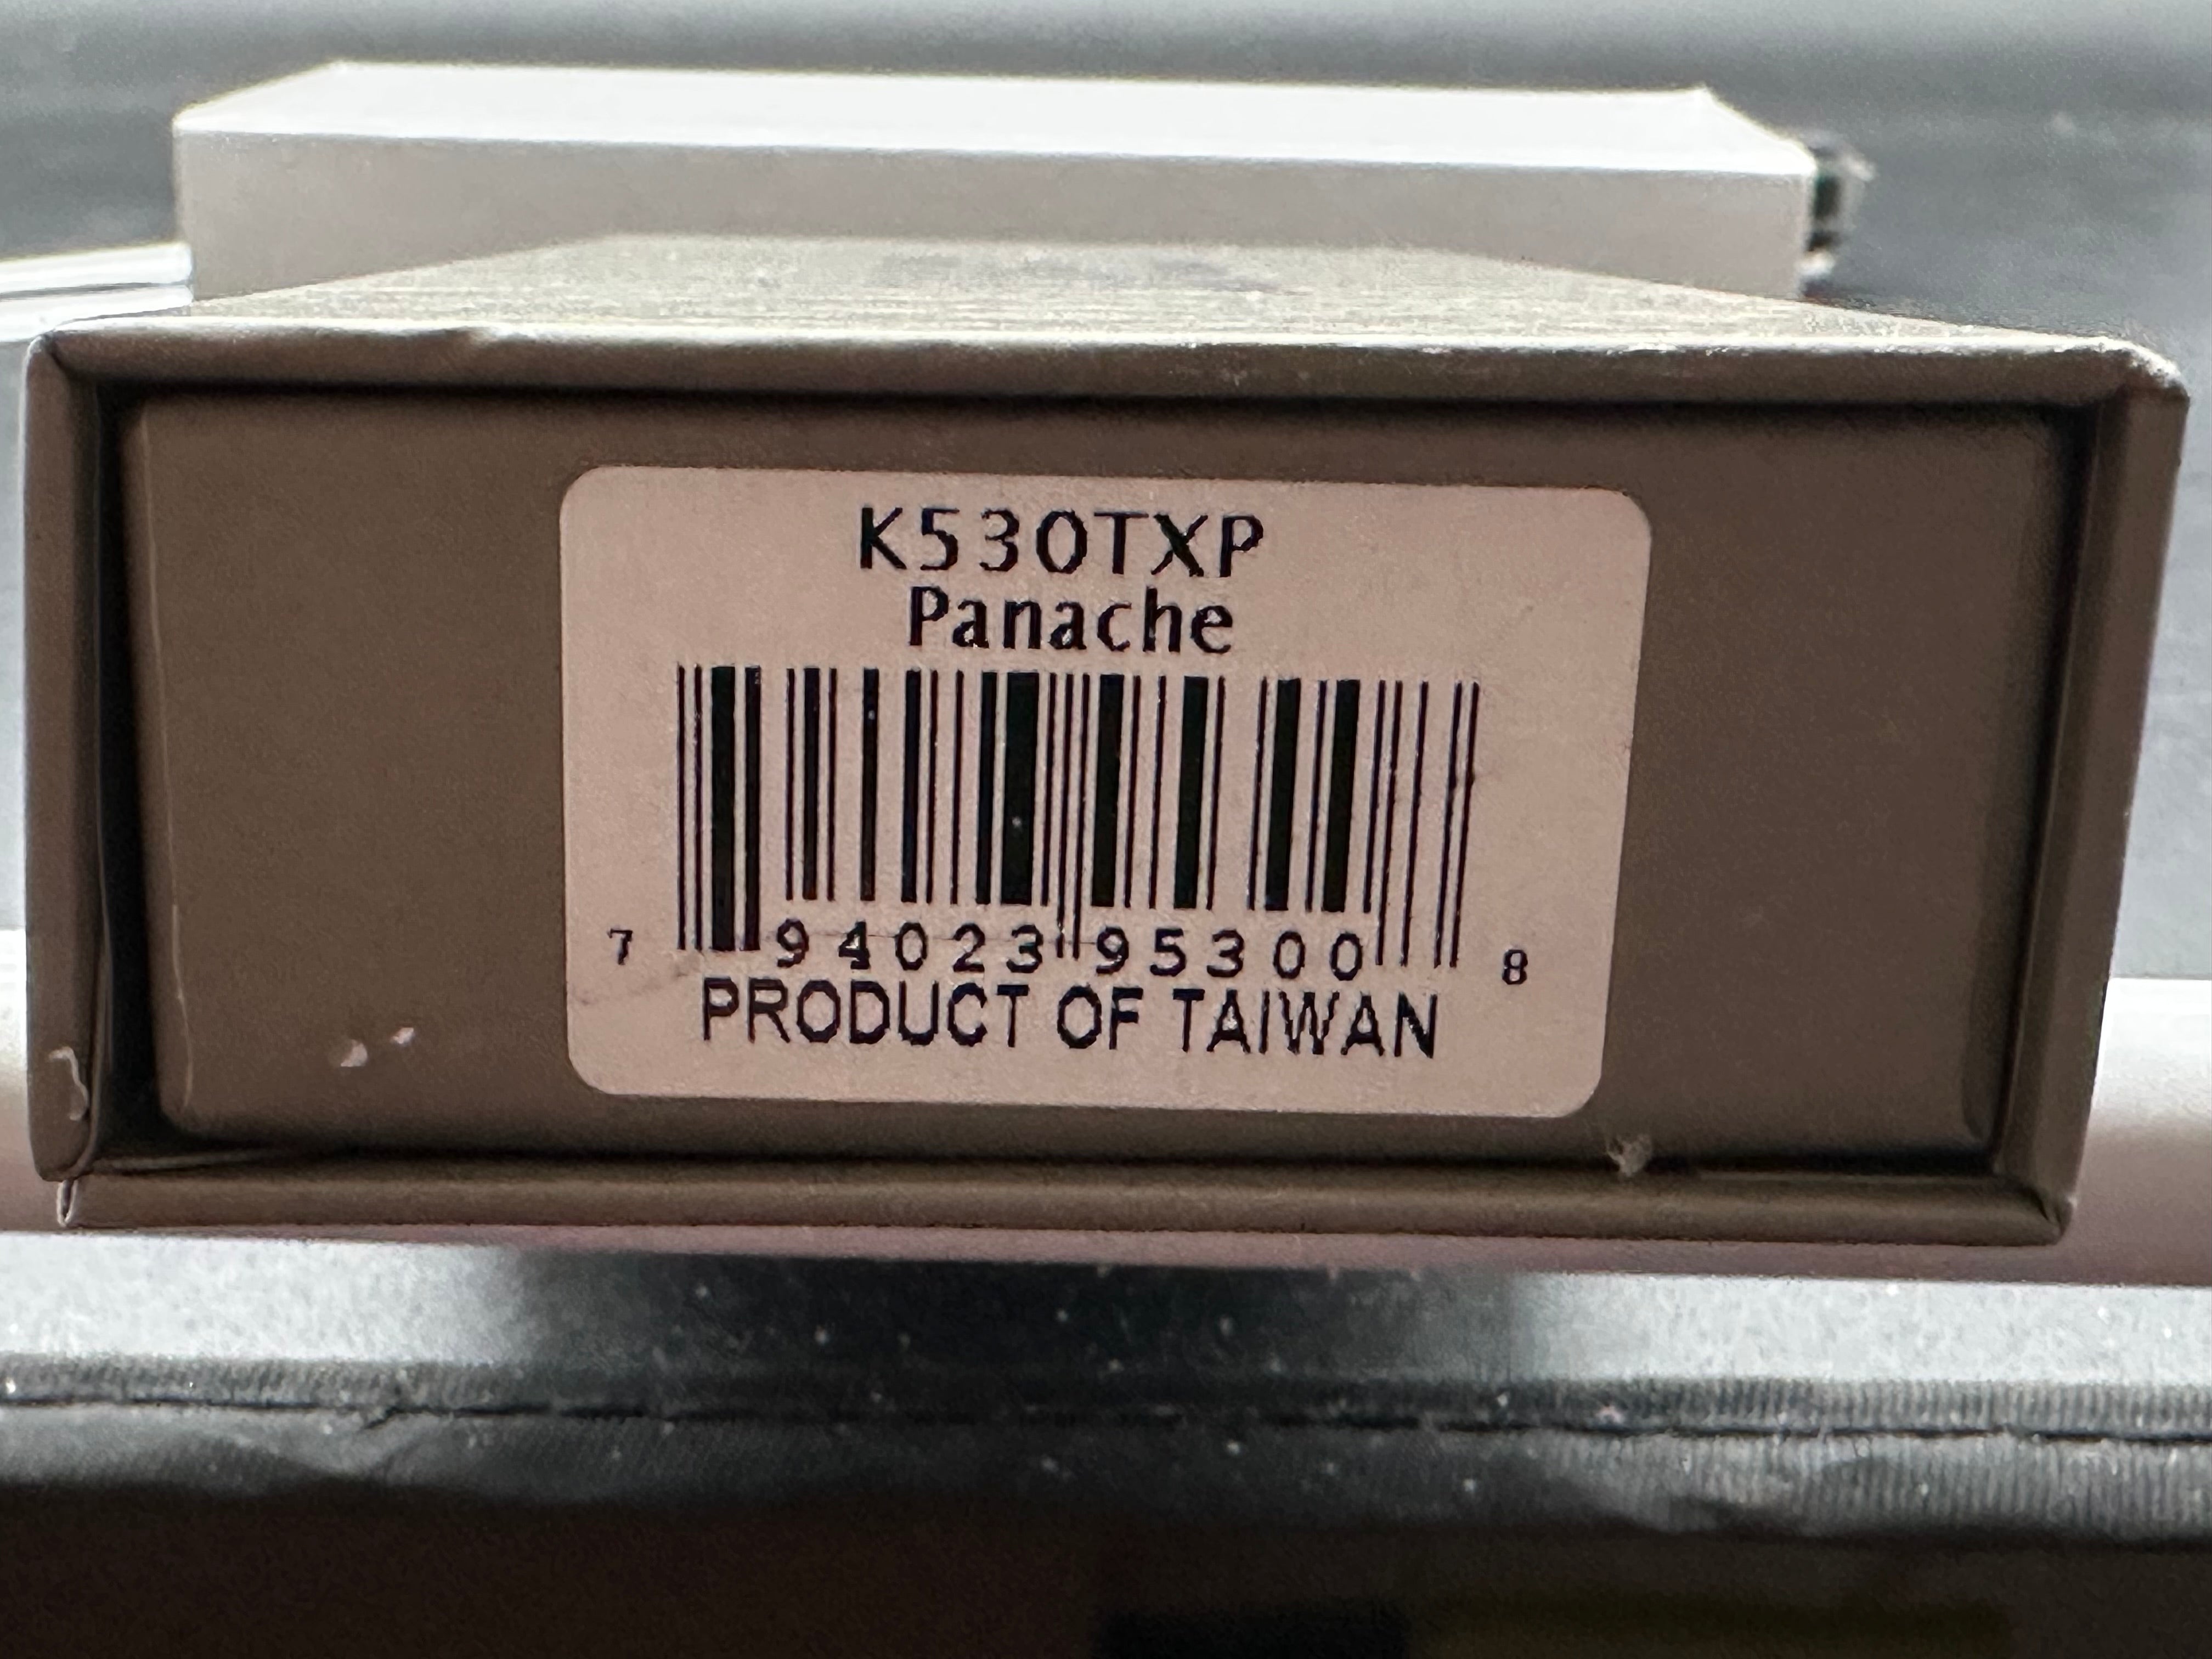 K530TXP
Panache
7 94023 95300 8
PRODUCT OF TAIWAN